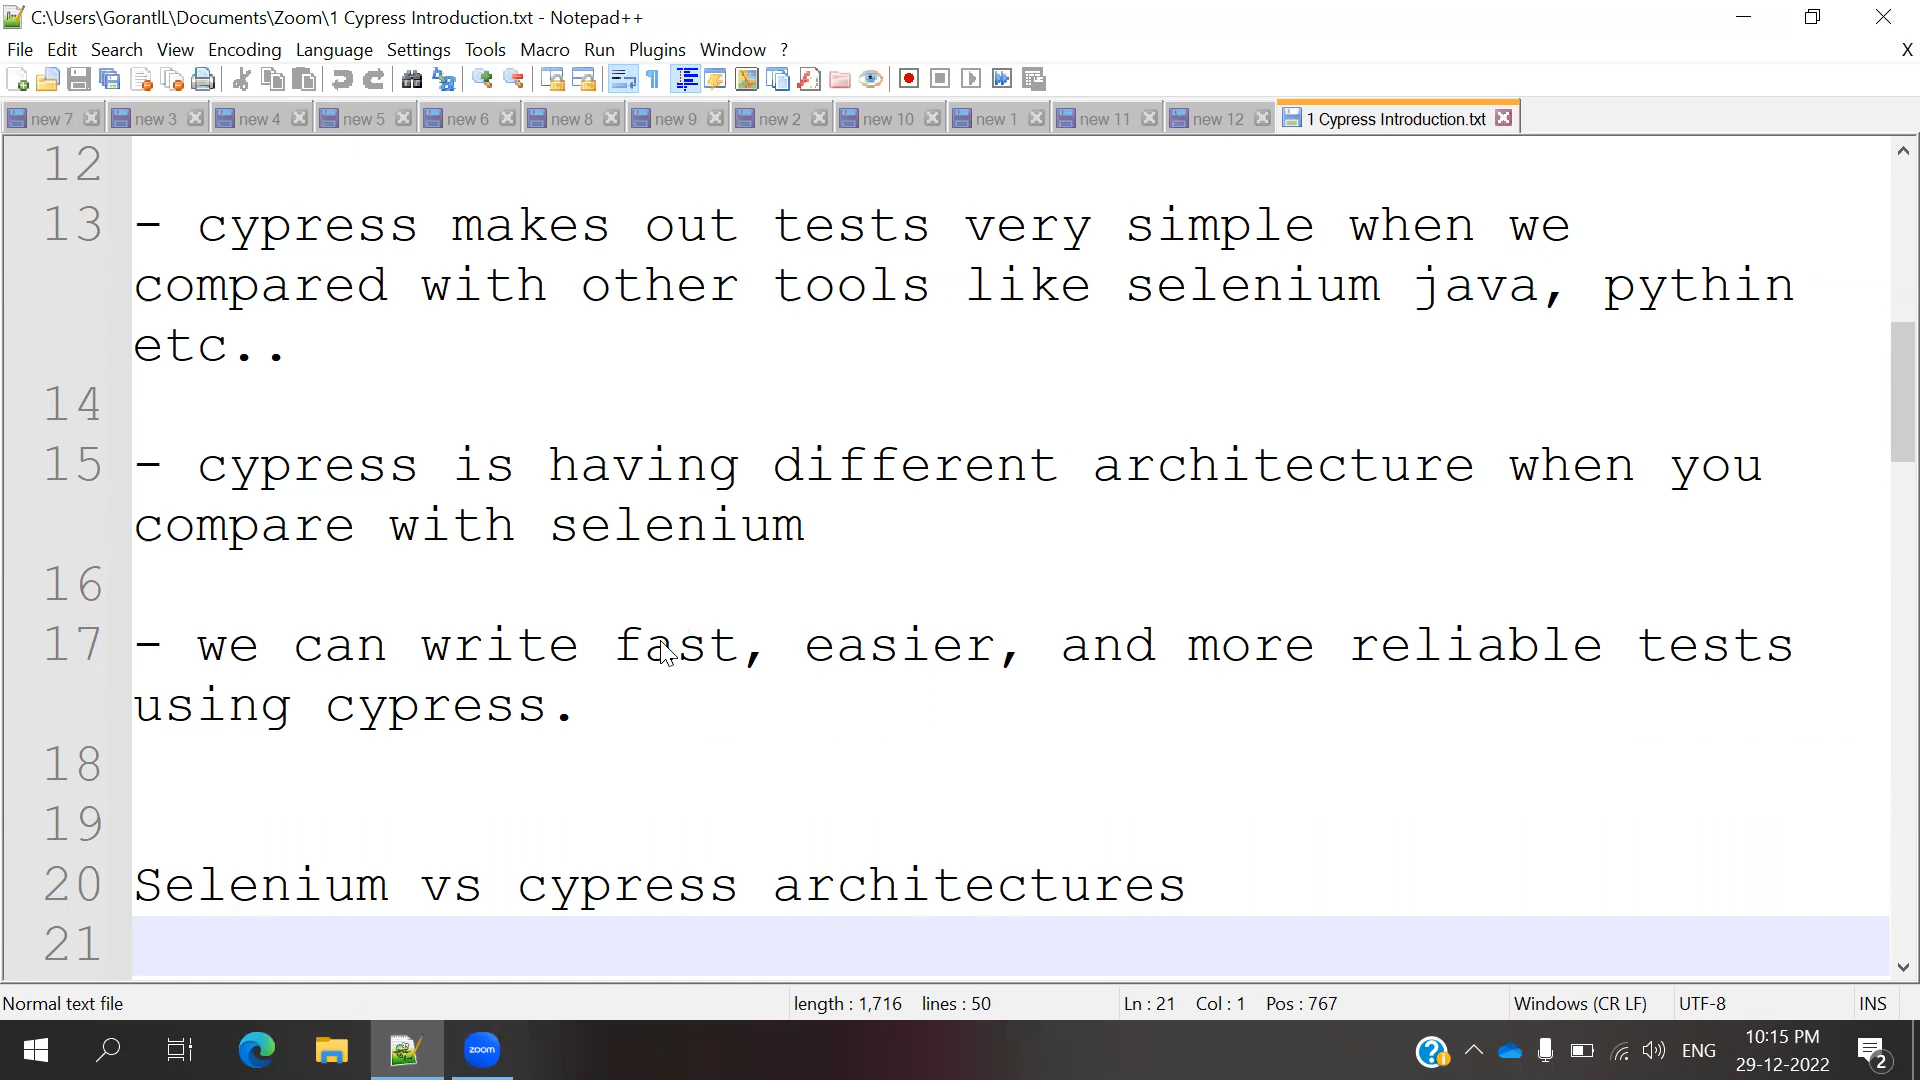 C:\Users\GorantlL\Documents\Zoom\1 Cypress Introduction.txt - Notepad++
File Edit Search View Encoding Language Settings Tools Macro Run Plugins Window ? X
new 7 new 3 new 4 new 5 new 6 new 8 new 9 new 2 new 10 new 1 new 11 new 12 1 Cypress Introduction.txt
12
13 - cypress makes out tests very simple when we
compared with other tools like selenium java, pythin
etc..
14
15 - cypress is having different architecture when you
compare with selenium
16
17 - we can write fast, easier, and more reliable tests
using cypress.
18
19
20 Selenium vs cypress architectures
21
Normal text file length : 1,716 lines : 50 Ln : 21 Col : 1 Pos : 767 Windows (CR LF) UTF-8 INS
zoom ENG 10:15 PM
29-12-2022 2